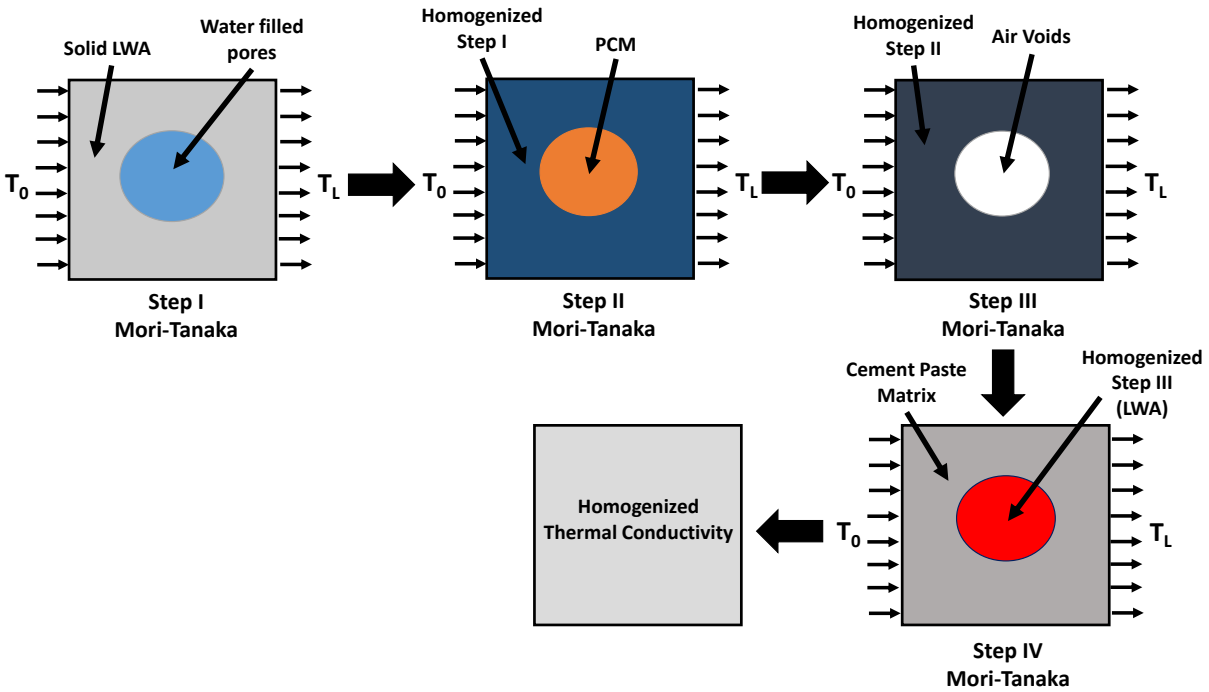 Solid LWA
Water filled
pores
Homogenized
Step I
PCM
Homogenized
Step II
Air Voids
T0
TL
T0
TL
T0
TL
Step I
Mori-Tanaka
Step II
Mori-Tanaka
Step III
Mori-Tanaka
Cement Paste
Matrix
Homogenized
Step III
(LWA)
Homogenized
Thermal Conductivity
T0
TL
Step IV
Mori-Tanaka